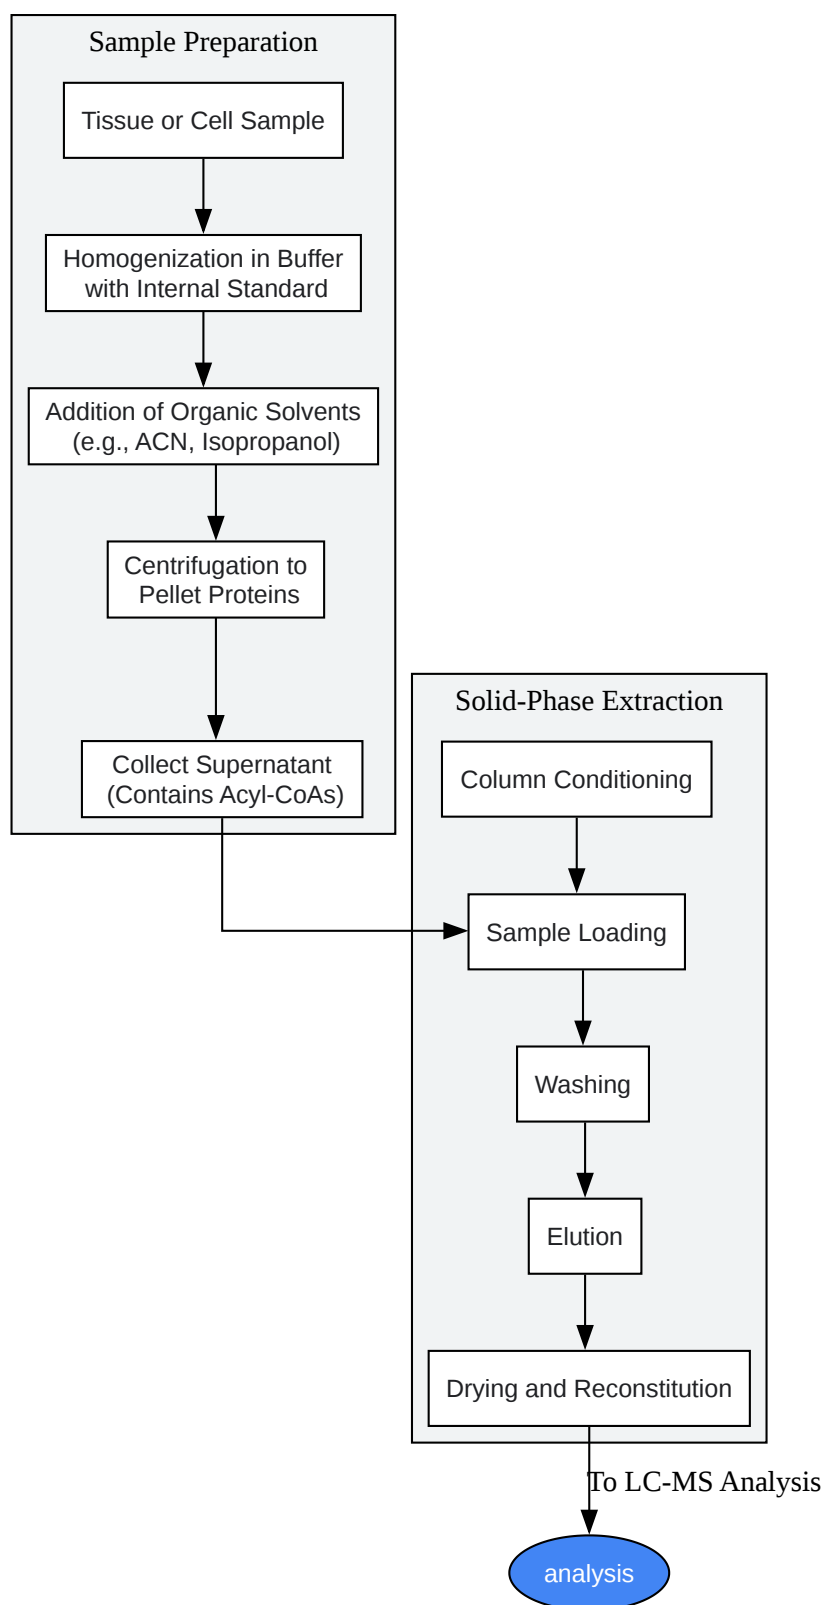 Sample Preparation
Tissue or Cell Sample
Homogenization in Buffer
with Internal Standard
Addition of Organic Solvents
(e.g., ACN, Isopropanol)
Centrifugation to
Pellet Proteins
Collect Supernatant
(Contains Acyl-CoAs)
Solid-Phase Extraction
Column Conditioning
Sample Loading
Washing
Elution
Drying and Reconstitution
To LC-MS Analysis
analysis